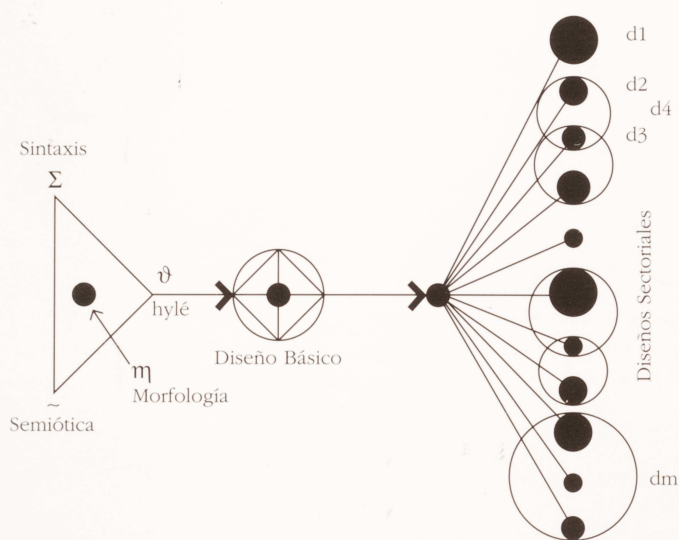 Sintaxis
Σ
ϑ
hylé
η
Morfología
~
Semiótica
Diseño Básico
d1
d2
d4
d3
Diseños Sectoriales
dm